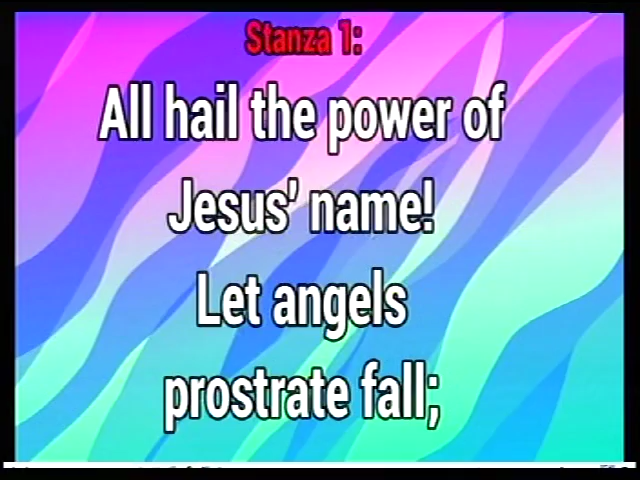 Stanza 1:
All hail the power of
Jesus' name!
Let angels
prostrate fall;